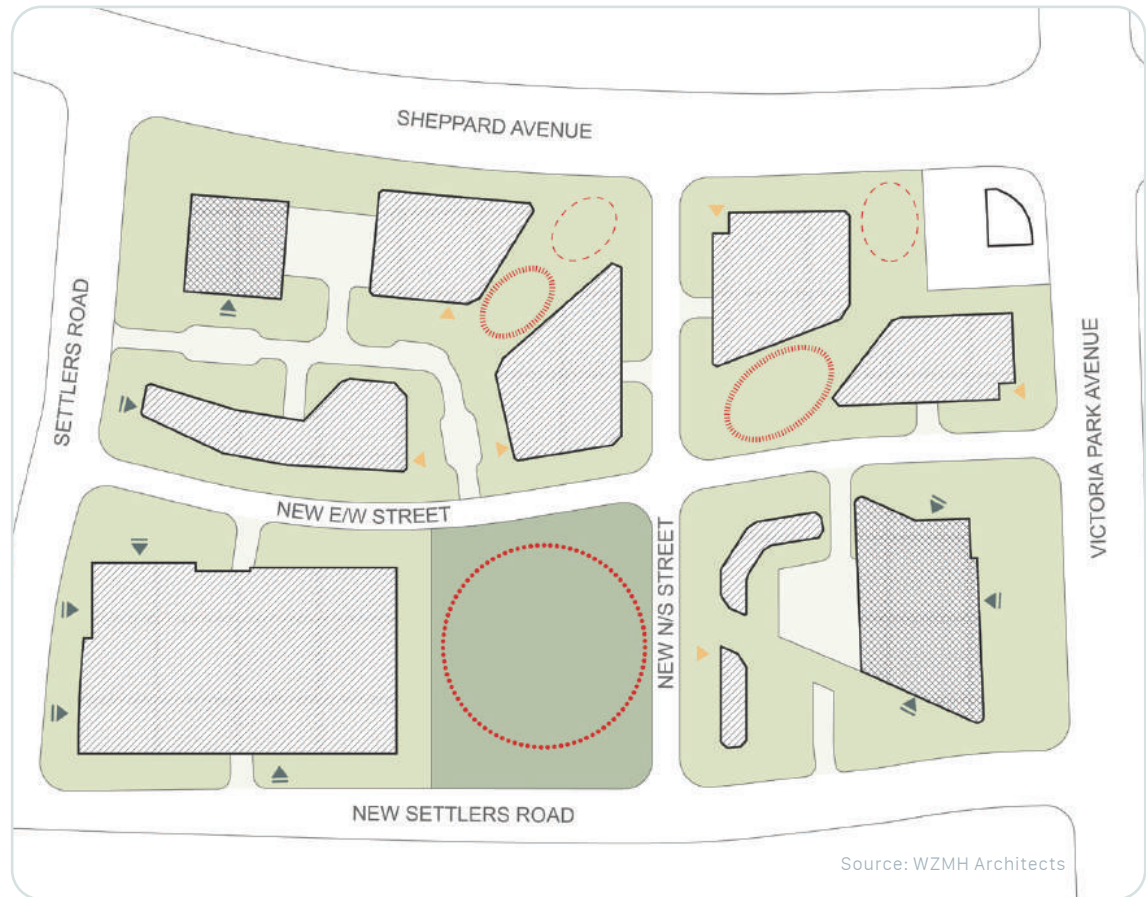 SHEPPARD AVENUE
SETTLERS ROAD
VICTORIA PARK AVENUE
NEW E/W STREET
NEW N/S STREET
NEW SETTLERS ROAD
Source: WZMH Architects